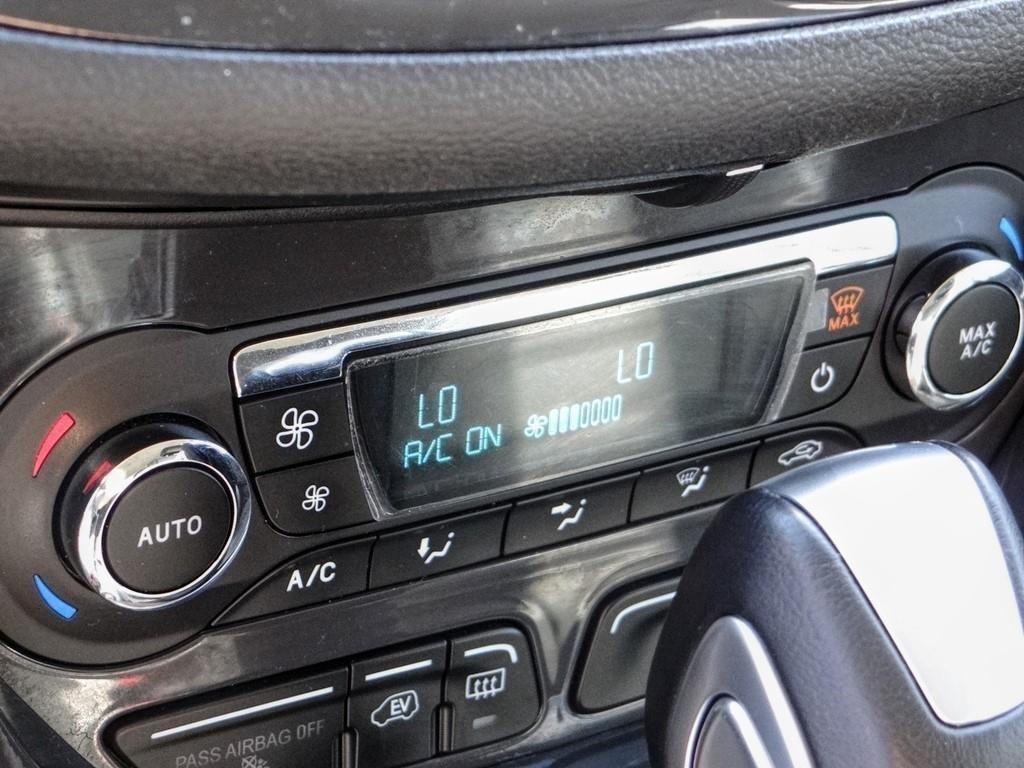 MAX
MAX
A/C
LO
LO
A/C ON
AUTO
A/C
EV
PASS AIRBAG OFF